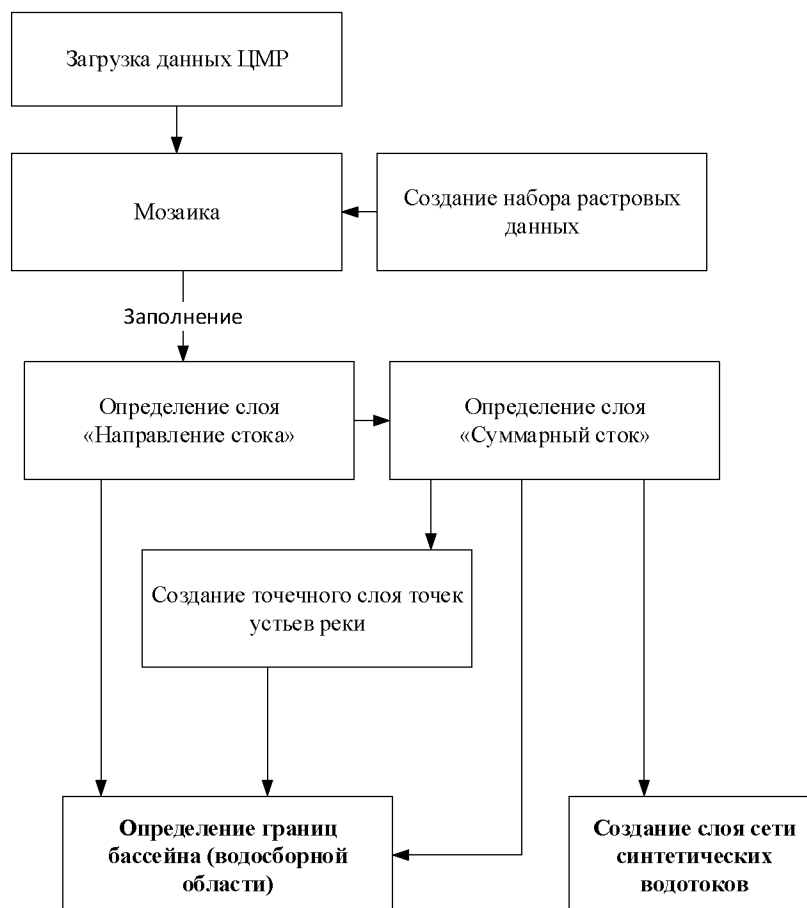 Загрузка данных ЦМР
Мозаика
Создание набора растровых
данных
Заполнение
Определение слоя
«Направление стока»
Определение слоя
«Суммарный сток»
Создание точечного слоя точек
устьев реки
Определение границ
бассейна (водосборной
области)
Создание слоя сети
синтетических
водотоков